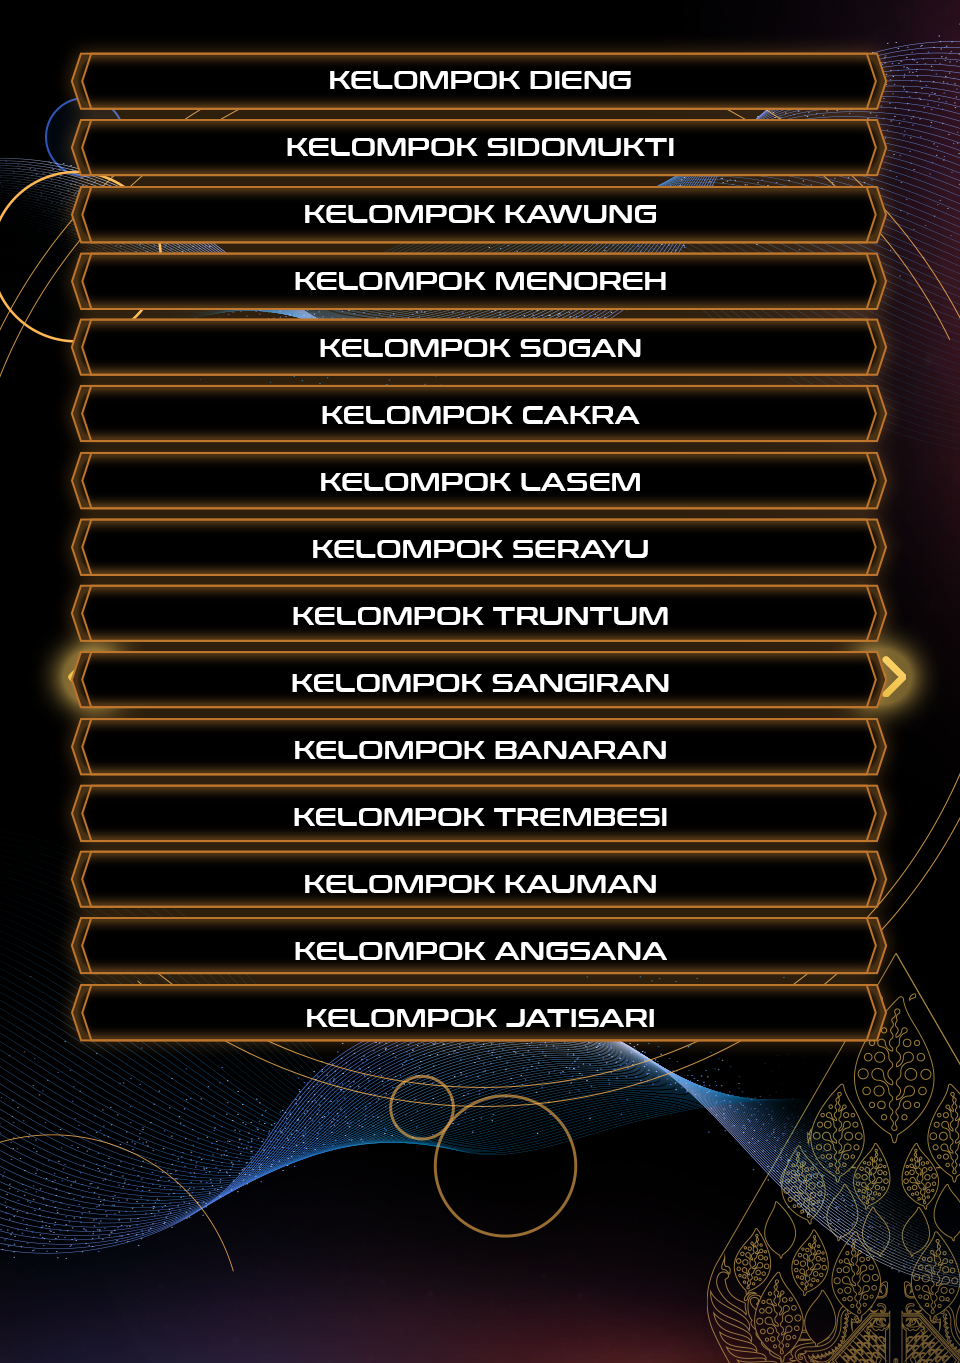 KELOMPOK DIENG
KELOMPOK SIDOMUKTI
KELOMPOK KAWUNG
KELOMPOK MENOREH
KELOMPOK SOGAN
KELOMPOK CAKRA
KELOMPOK LASEM
KELOMPOK SERAYU
KELOMPOK TRUNTUM
KELOMPOK SANGIRAN
KELOMPOK BANARAN
KELOMPOK TREMBESI
KELOMPOK KAUMAN
KELOMPOK ANGSANA
KELOMPOK JATISARI